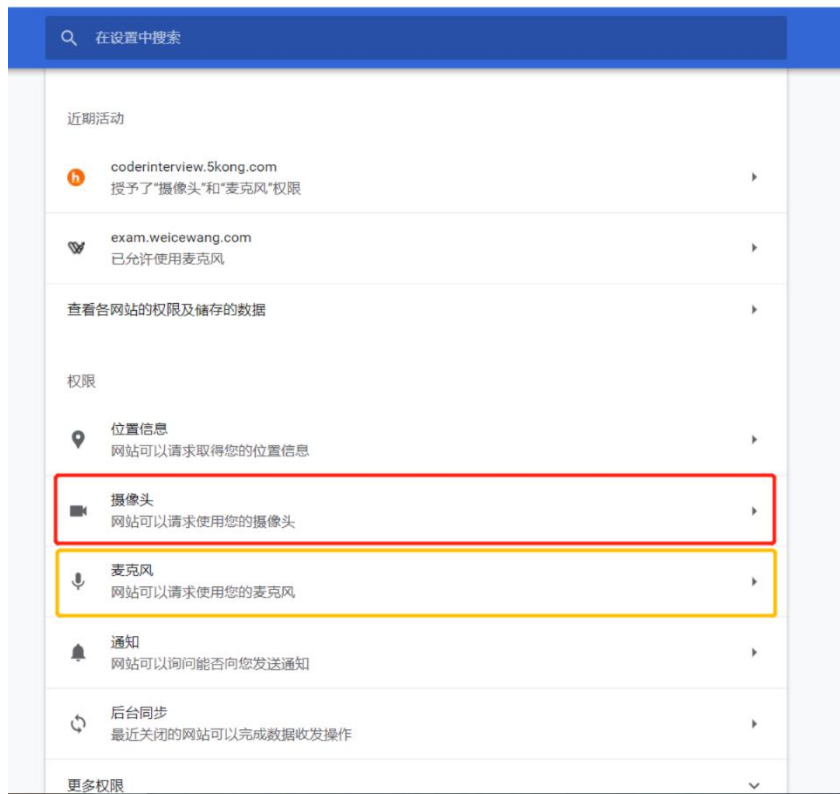 在设置中搜索
近期活动
coderinterview.5kong.com
授予了“摄像头”和“麦克风”权限
exam.weicewang.com
已允许使用麦克风
查看各网站的权限及储存的数据
权限
位置信息
网站可以请求取得您的位置信息
摄像头
网站可以请求使用您的摄像头
麦克风
网站可以请求使用您的麦克风
通知
网站可以询问能否向您发送通知
后台同步
最近关闭的网站可以完成数据收发操作
更多权限